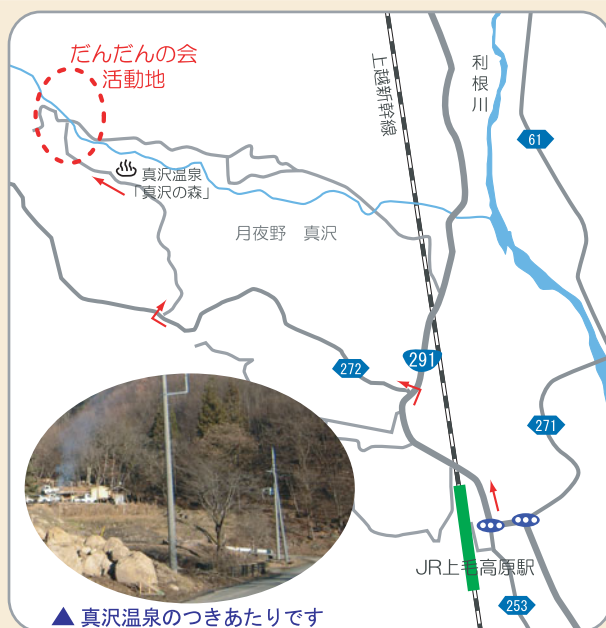 だんだんの会
活動地
上越新幹線
利根川
61
真沢温泉
「真沢の森」
月夜野 真沢
291
272
271
JR上毛高原駅
253
▲ 真沢温泉のつきあたりです